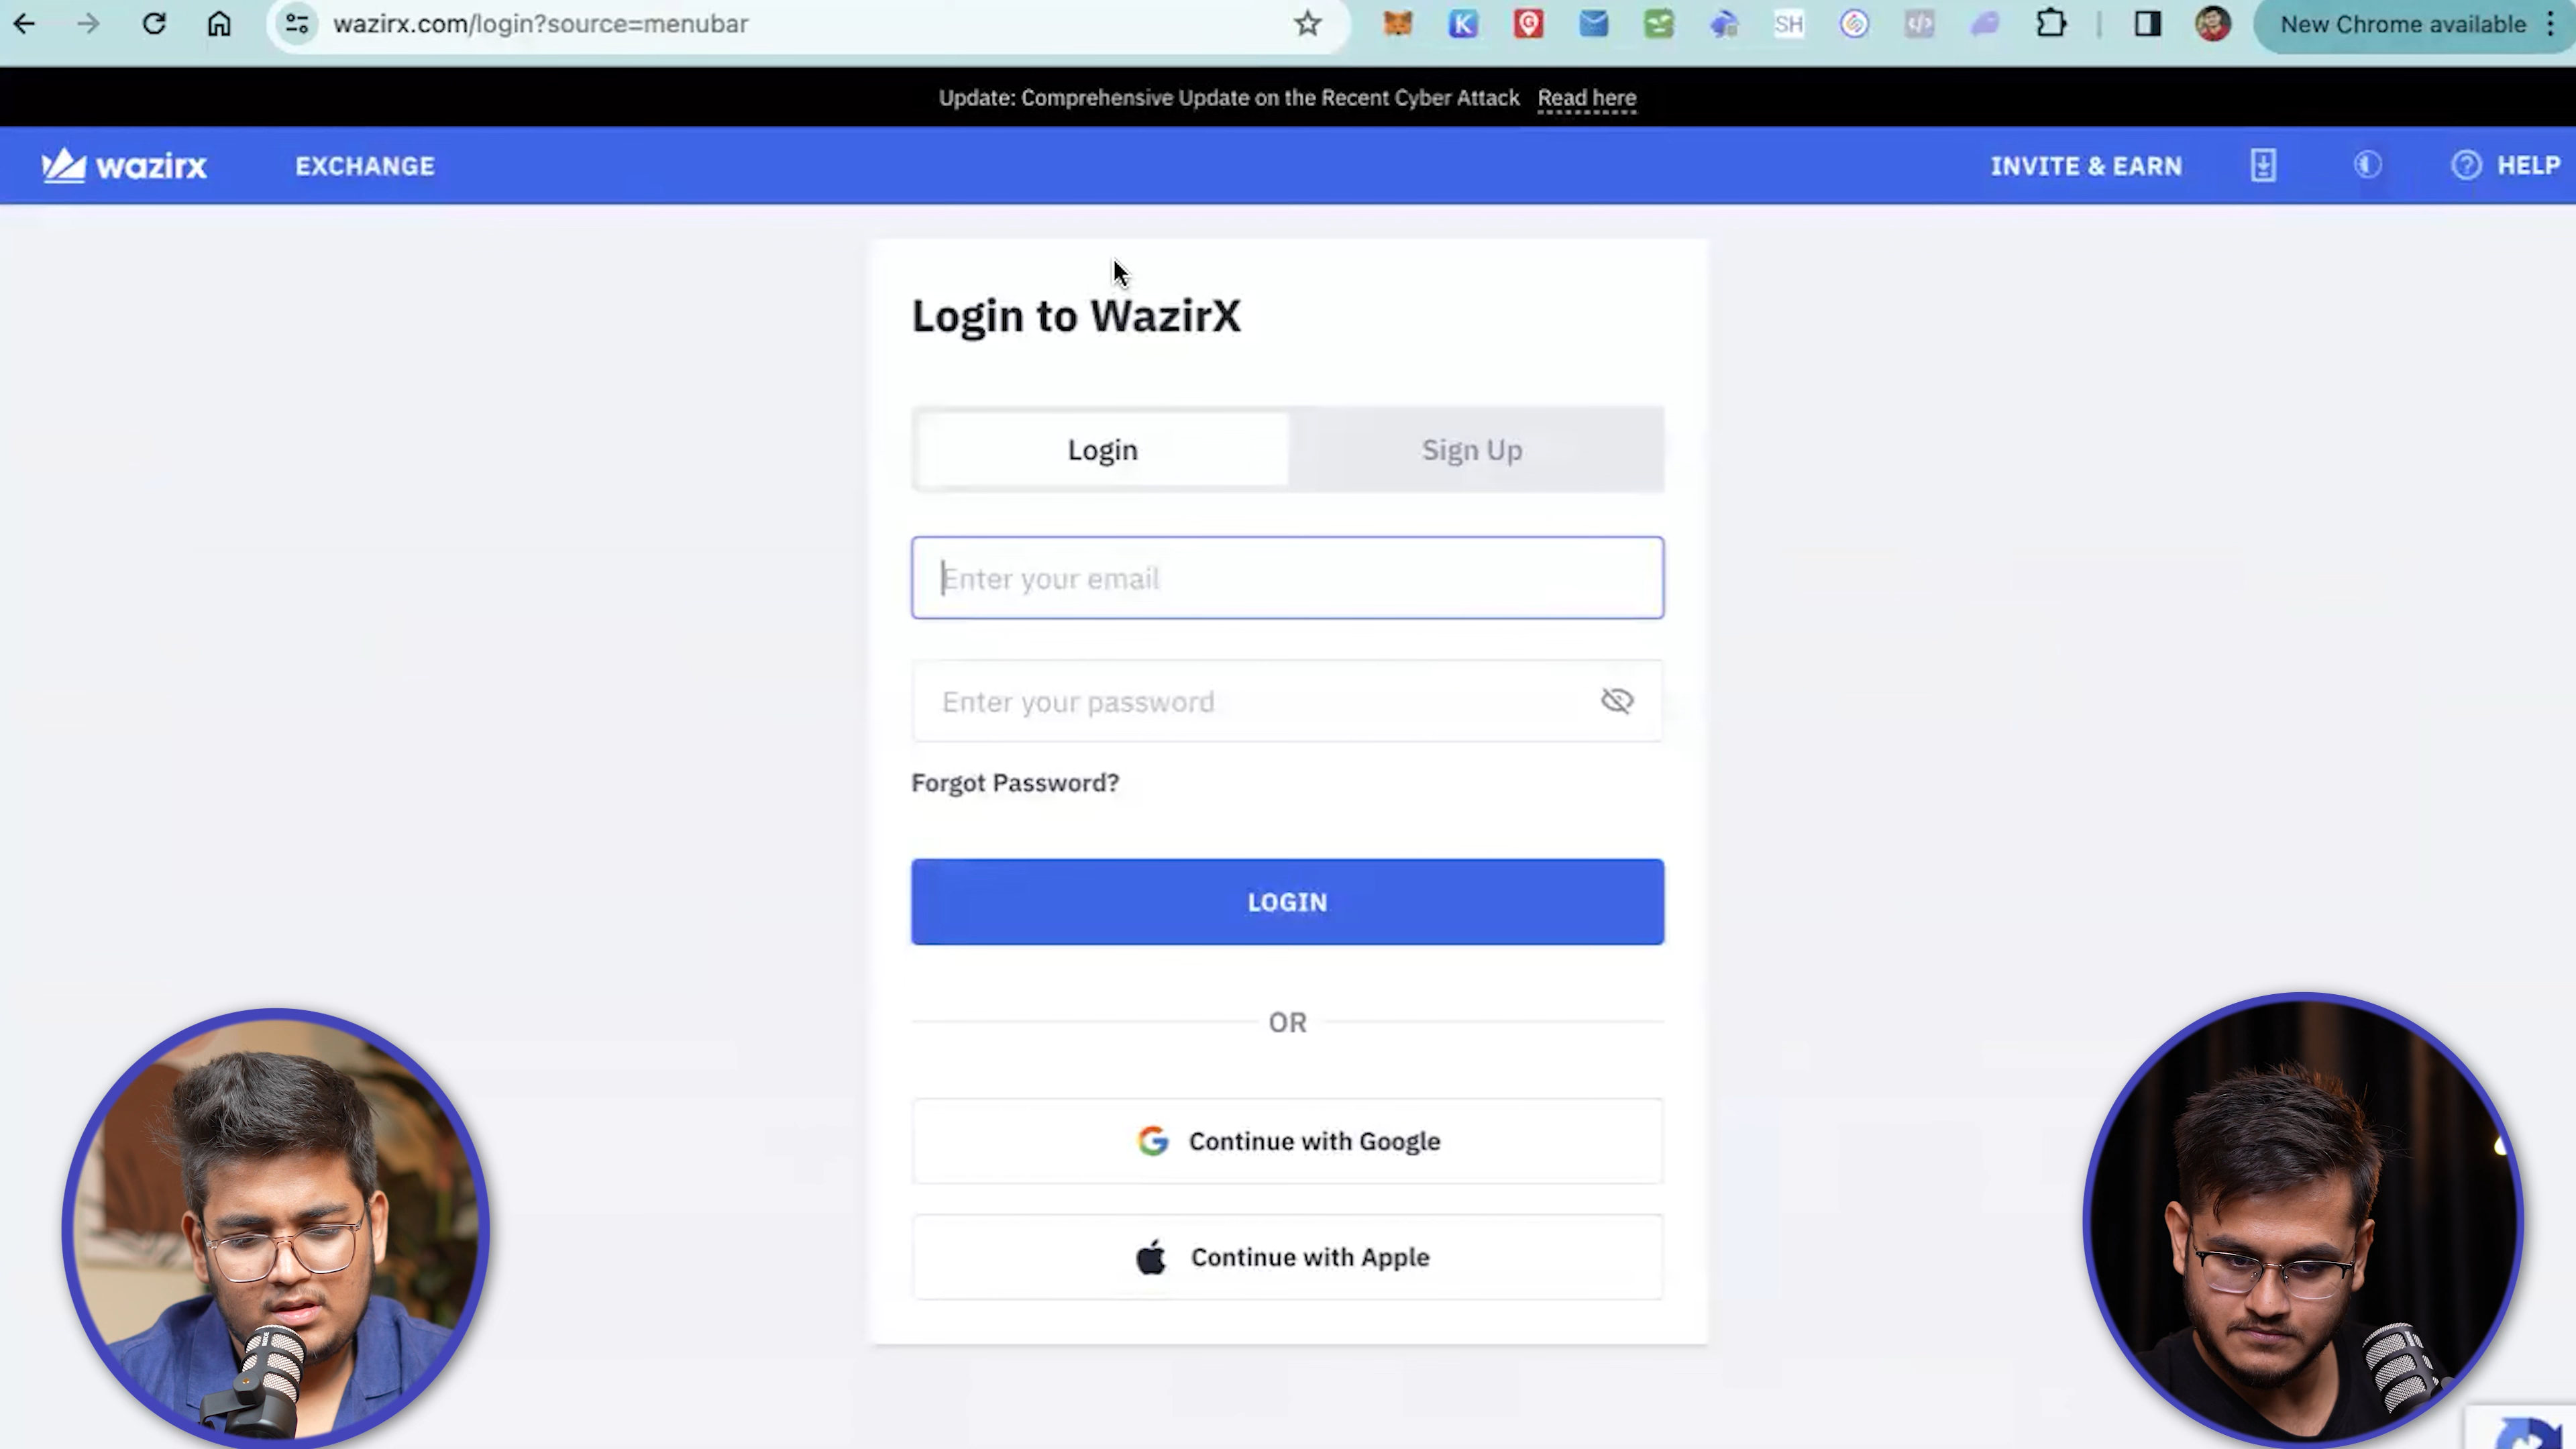 wazirx.com/login?source=menubar
K
G
SH
</>
New Chrome available
Update: Comprehensive Update on the Recent Cyber Attack Read here
wazirx
EXCHANGE
INVITE & EARN
? HELP
Login to WazirX
Login
Sign Up
Enter your email
Enter your password
Forgot Password?
LOGIN
OR
G Continue with Google
Continue with Apple